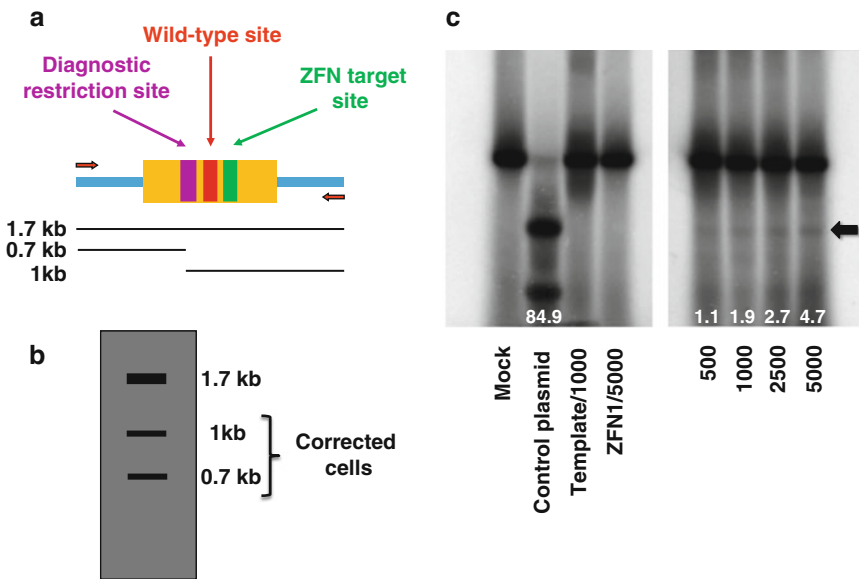 a
Wild-type site
Diagnostic
restriction site
ZFN target
site
1.7 kb
0.7 kb
1kb
b
1.7 kb
1kb
0.7 kb
Corrected
cells
c
84.9
1.1 1.9 2.7 4.7
Mock
Control plasmid
Template/1000
ZFN1/5000
500
1000
2500
5000